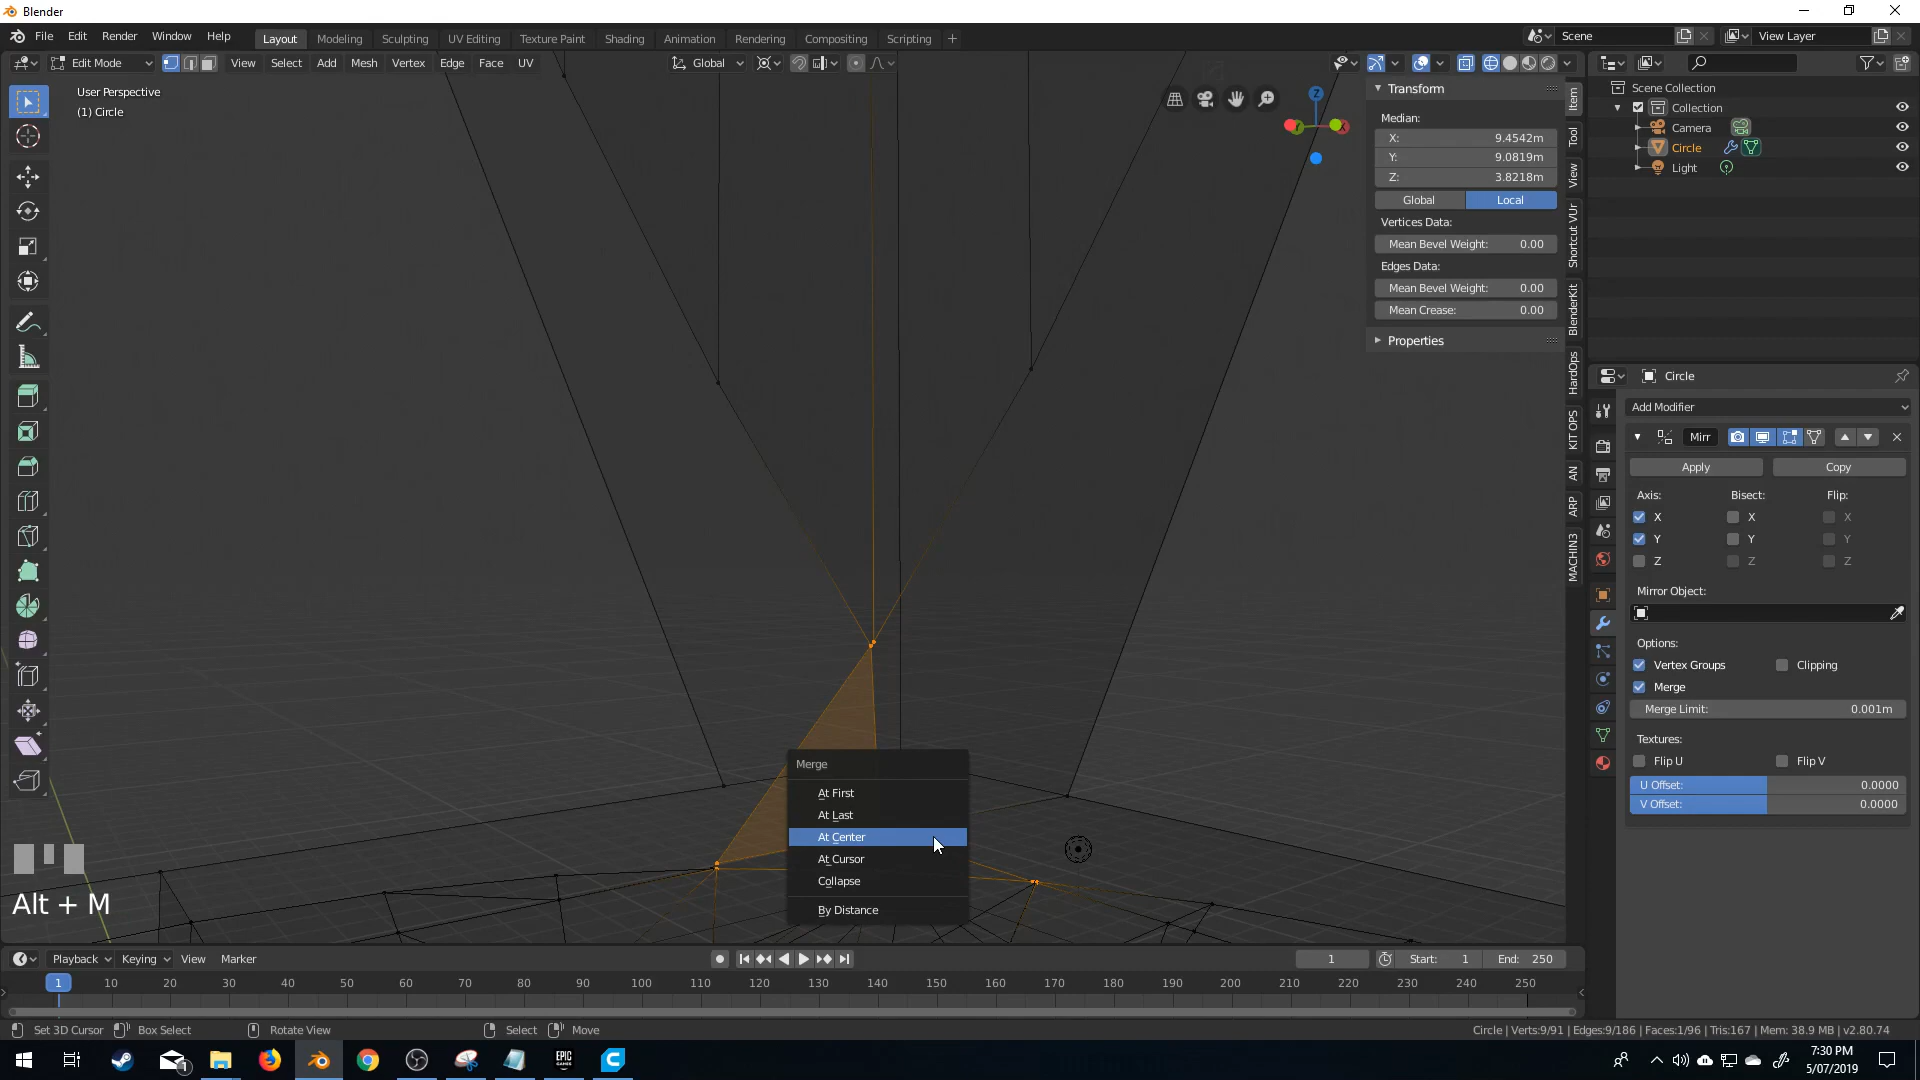 Blender
File Edit Render Window Help
Layout Modeling Sculpting UV Editing Texture Paint Shading Animation Rendering Compositing Scripting +
Scene
View Layer
Edit Mode View Select Add Mesh Vertex Edge Face UV
Global
User Perspective
(1) Circle
Z
X
Transform
Median:
X: 9.4542m
Y: 9.0819m
Z: 3.8218m
Global Local
Vertices Data:
Mean Bevel Weight: 0.00
Edges Data:
Mean Bevel Weight: 0.00
Mean Crease: 0.00
Properties
Item
Tool
View
Shortcut VUr
BlenderKit
HardOps
KIT OPS
AN
ARP
MACHIN3
Scene Collection
Collection
Camera
Circle
Light
Circle
Add Modifier
Mirr
Apply Copy
Axis: Bisect: Flip:
X X X
Y Y Y
Z Z Z
Mirror Object:
Options:
Vertex Groups Clipping
Merge
Merge Limit: 0.001m
Textures:
Flip U Flip V
U Offset: 0.0000
V Offset: 0.0000
Merge
At First
At Last
At Center
At Cursor
Collapse
By Distance
Alt + M
Playback Keying View Marker
1 Start: 1 End: 250
1 10 20 30 40 50 60 70 80 90 100 110 120 130 140 150 160 170 180 190 200 210 220 230 240 250
Set 3D Cursor Box Select Rotate View Select Move
Circle | Verts:9/91 | Edges:9/186 | Faces:1/96 | Tris:167 | Mem: 38.9 MB | v2.80.74
1
EPIC
GAMES
7:30 PM
5/07/2019